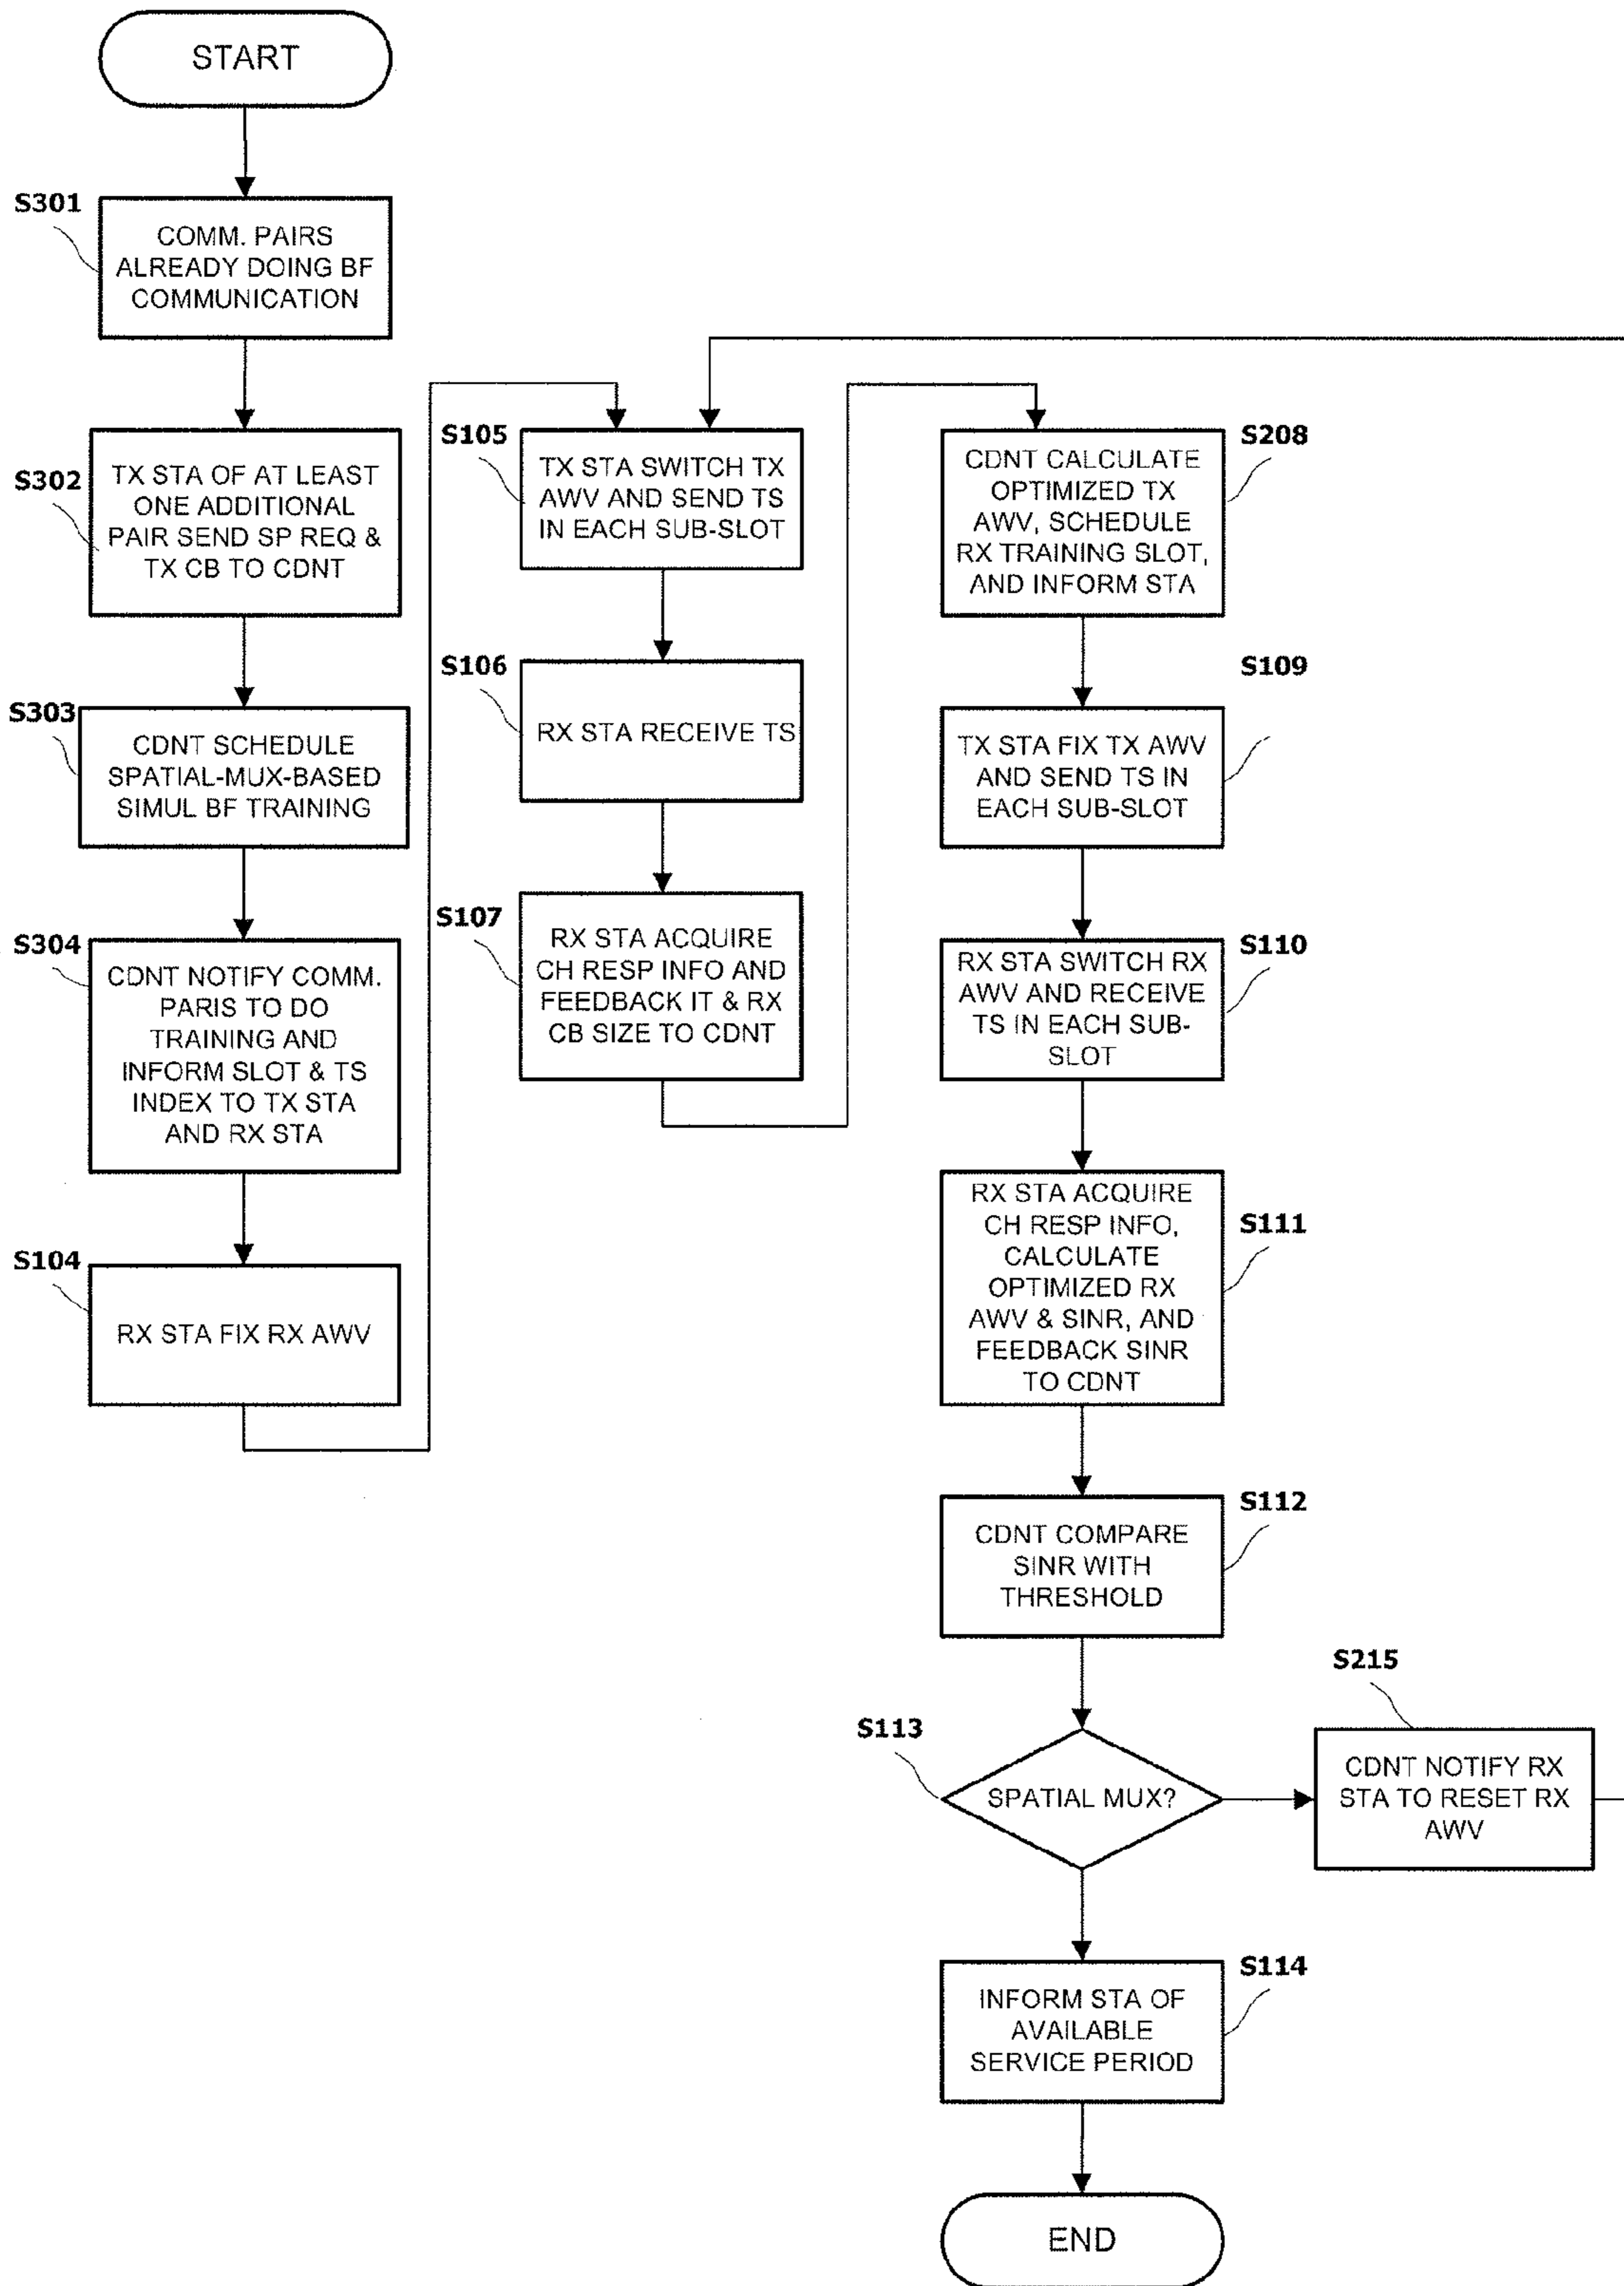 START
S301
COMM. PAIRS
ALREADY DOING BF
COMMUNICATION
S302
TX STA OF AT LEAST
ONE ADDITIONAL
PAIR SEND SP REQ &
TX CB TO CDNT
S303
CDNT SCHEDULE
SPATIAL-MUX-BASED
SIMUL BF TRAINING
S304
CDNT NOTIFY COMM.
PARIS TO DO
TRAINING AND
INFORM SLOT & TS
INDEX TO TX STA
AND RX STA
S104
RX STA FIX RX AWV
S105
TX STA SWITCH TX
AWV AND SEND TS
IN EACH SUB-SLOT
S106
RX STA RECEIVE TS
S107
RX STA ACQUIRE
CH RESP INFO AND
FEEDBACK IT & RX
CB SIZE TO CDNT
S208
CDNT CALCULATE
OPTIMIZED TX
AWV, SCHEDULE
RX TRAINING SLOT,
AND INFORM STA
S109
TX STA FIX TX AWV
AND SEND TS IN
EACH SUB-SLOT
S110
RX STA SWITCH RX
AWV AND RECEIVE
TS IN EACH SUB-
SLOT
S111
RX STA ACQUIRE
CH RESP INFO,
CALCULATE
OPTIMIZED RX
AWV & SINR, AND
FEEDBACK SINR
TO CDNT
S112
CDNT COMPARE
SINR WITH
THRESHOLD
S113
SPATIAL MUX?
S215
CDNT NOTIFY RX
STA TO RESET RX
AWV
S114
INFORM STA OF
AVAILABLE
SERVICE PERIOD
END